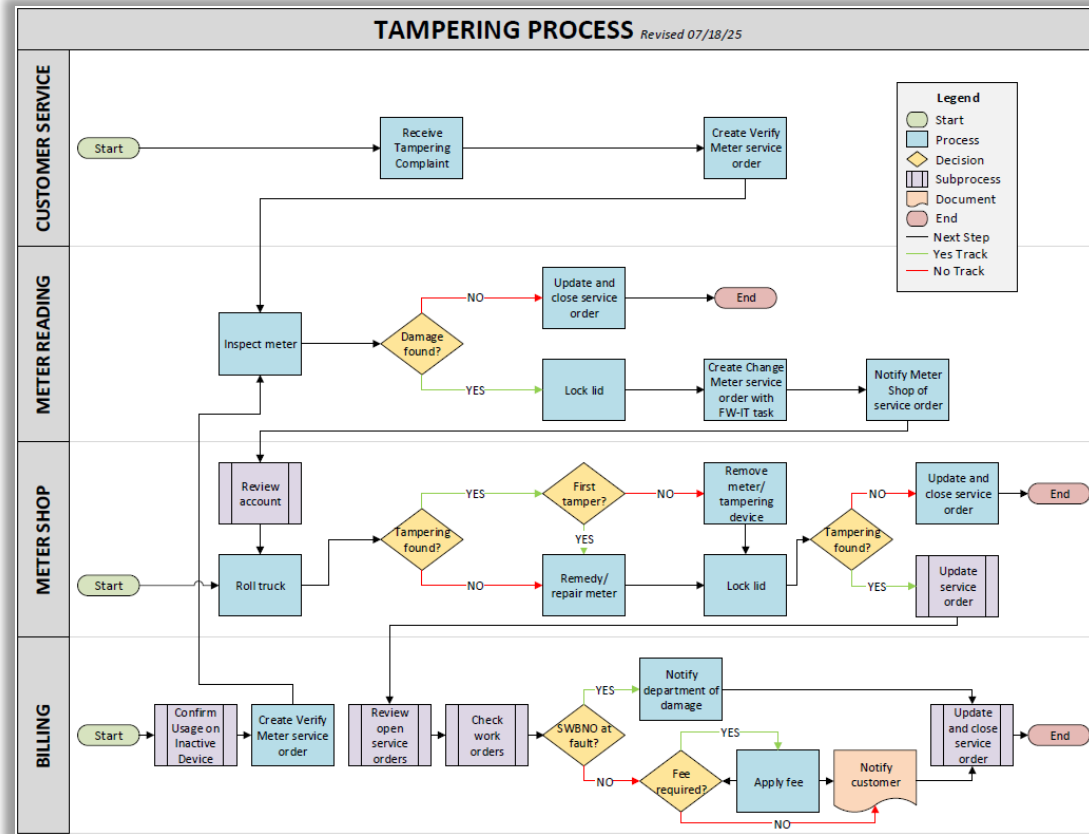 TAMPERING PROCESS Revised 07/18/25
CUSTOMER SERVICE
Start
Receive
Tampering
Complaint
Create Verify
Meter service
order
Legend
Start
Process
Decision
Subprocess
Document
End
Next Step
Yes Track
No Track
METER READING
Inspect meter
Damage
found?
NO
Update and
close service
order
End
YES
Lock lid
Create Change
Meter service
order with
FW-IT task
Notify Meter
Shop of
service order
METER SHOP
Review
account
Start
Roll truck
Tampering
found?
YES
First
tamper?
NO
Remove
meter/
tampering
device
YES
NO
Remedy/
repair meter
Lock lid
Tampering
found?
NO
Update and
close service
order
End
YES
Update
service
order
BILLING
Start
Confirm
Usage on
Inactive
Device
Create Verify
Meter service
order
Review
open
service
orders
Check
work
orders
SWBNO at
fault?
YES
Notify
department of
damage
NO
Fee
required?
YES
Apply fee
NO
Notify
customer
Update
and close
service
order
End